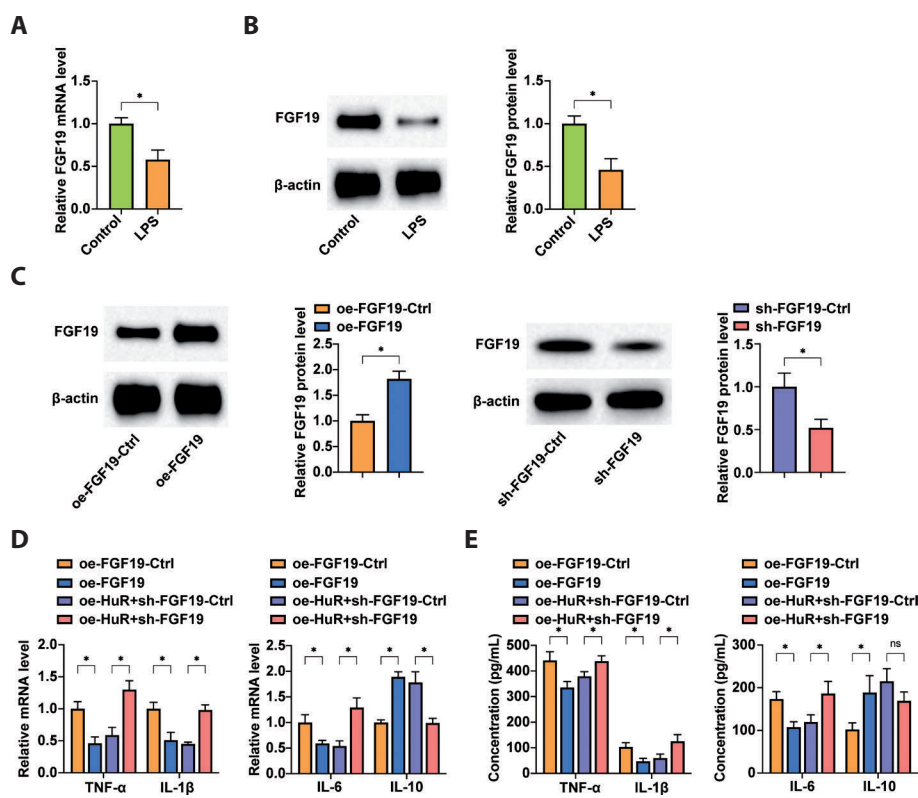 A
Relative FGF19 mRNA level
1.5
1.0
0.5
0.0
*
Control
LPS
B
FGF19
β-actin
Control
LPS
Relative FGF19 protein level
1.5
1.0
0.5
0.0
*
Control
LPS
C
FGF19
β-actin
oe-FGF19-Ctrl
oe-FGF19
oe-FGF19-Ctrl
oe-FGF19
Relative FGF19 protein level
2.5
2.0
1.5
1.0
0.5
0.0
*
FGF19
β-actin
sh-FGF19-Ctrl
sh-FGF19
sh-FGF19-Ctrl
sh-FGF19
Relative FGF19 protein level
1.5
1.0
0.5
0.0
*
D
oe-FGF19-Ctrl
oe-FGF19
oe-HuR+sh-FGF19-Ctrl
oe-HuR+sh-FGF19
Relative mRNA level
2.0
1.5
1.0
0.5
0.0
* * * *
TNF-α IL-1β
oe-FGF19-Ctrl
oe-FGF19
oe-HuR+sh-FGF19-Ctrl
oe-HuR+sh-FGF19
Relative mRNA level
2.5
2.0
1.5
1.0
0.5
0.0
* * * *
IL-6 IL-10
E
oe-FGF19-Ctrl
oe-FGF19
oe-HuR+sh-FGF19-Ctrl
oe-HuR+sh-FGF19
Concentration (pg/mL)
500
400
300
200
100
0
* * * *
TNF-α IL-1β
oe-FGF19-Ctrl
oe-FGF19
oe-HuR+sh-FGF19-Ctrl
oe-HuR+sh-FGF19
Concentration (pg/mL)
300
200
100
0
* * * ns
IL-6 IL-10